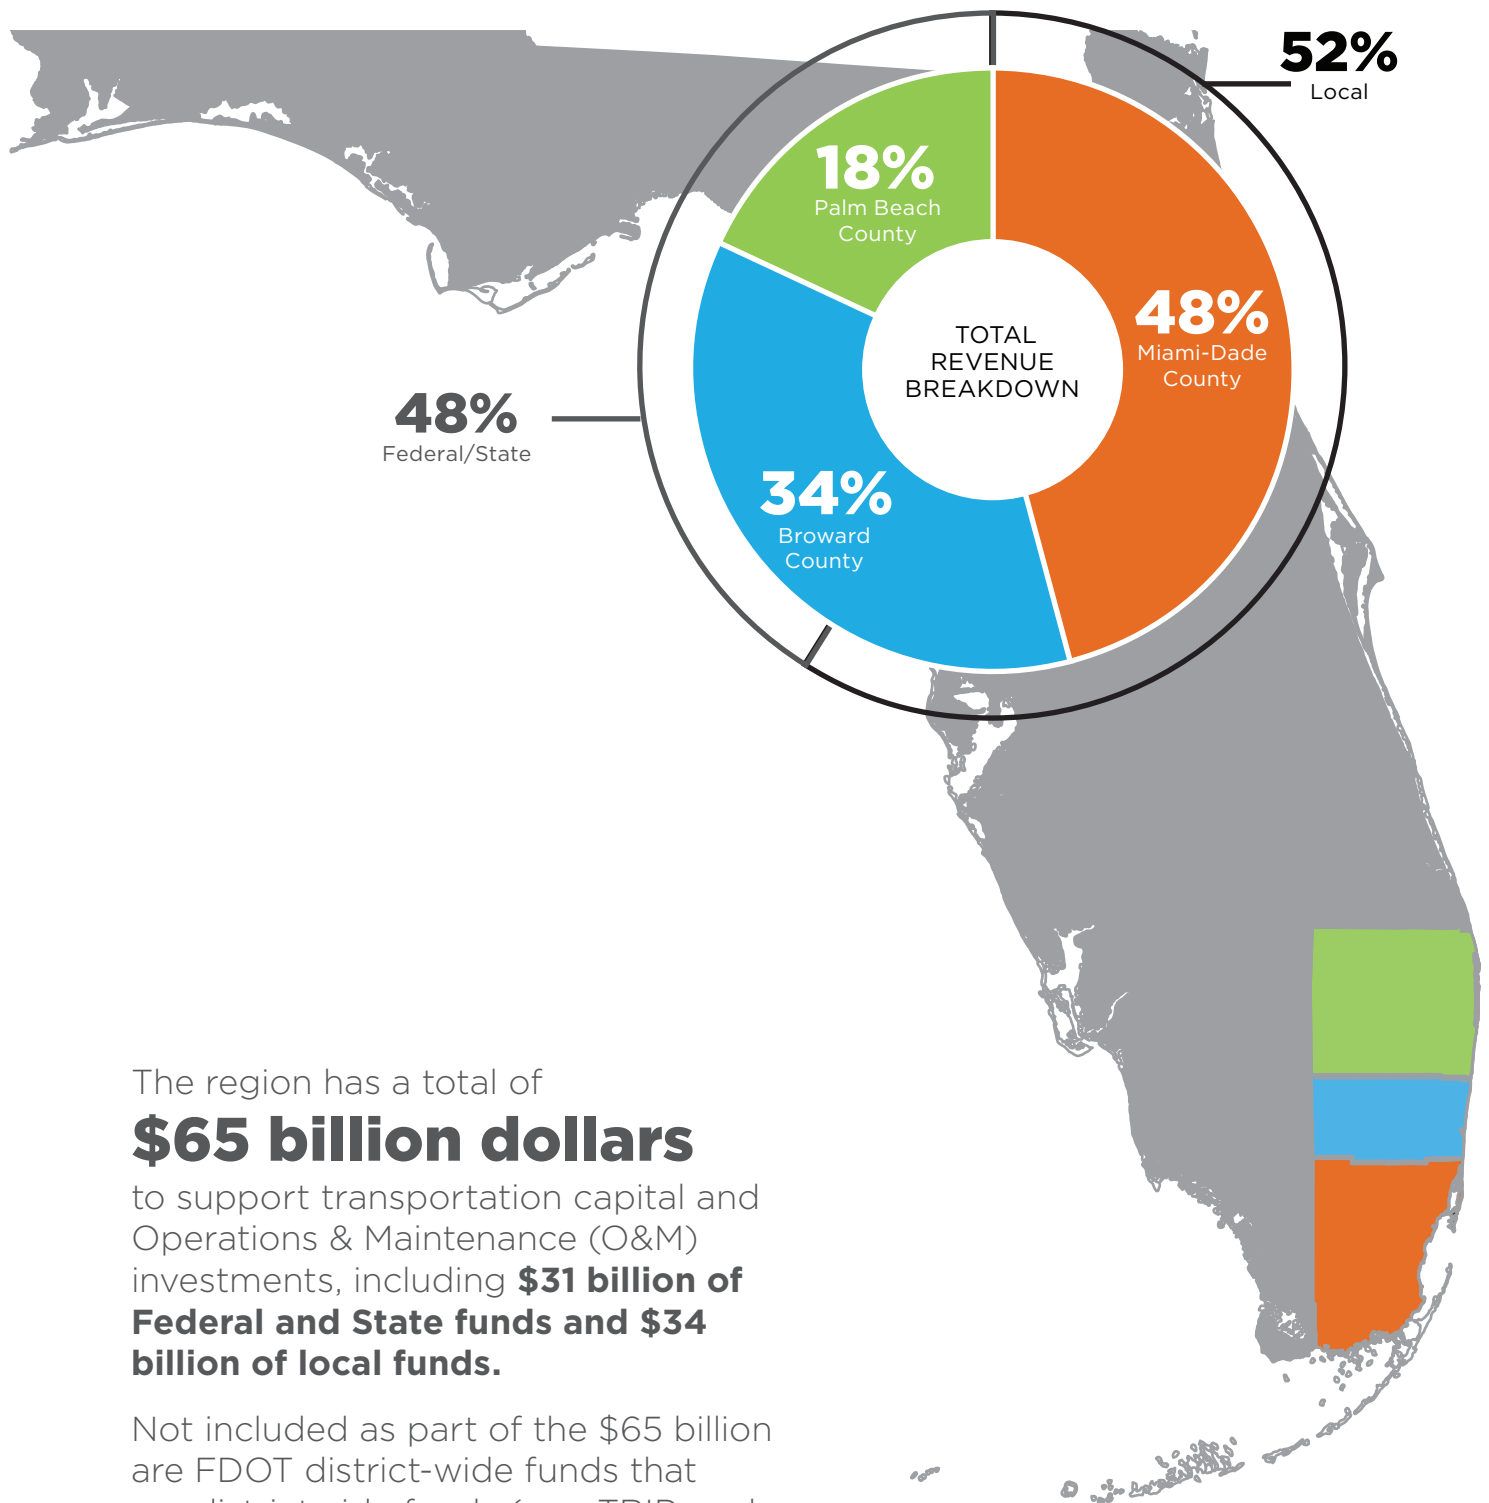 52%
Local
18%
Palm Beach
County
48%
Miami-Dade
County
TOTAL
REVENUE
BREAKDOWN
48%
Federal/State
34%
Broward
County
The region has a total of
$65 billion dollars
to support transportation capital and
Operations & Maintenance (O&M)
investments, including $31 billion of
Federal and State funds and $34
billion of local funds.
Not included as part of the $65 billion
are FDOT district-wide funds that